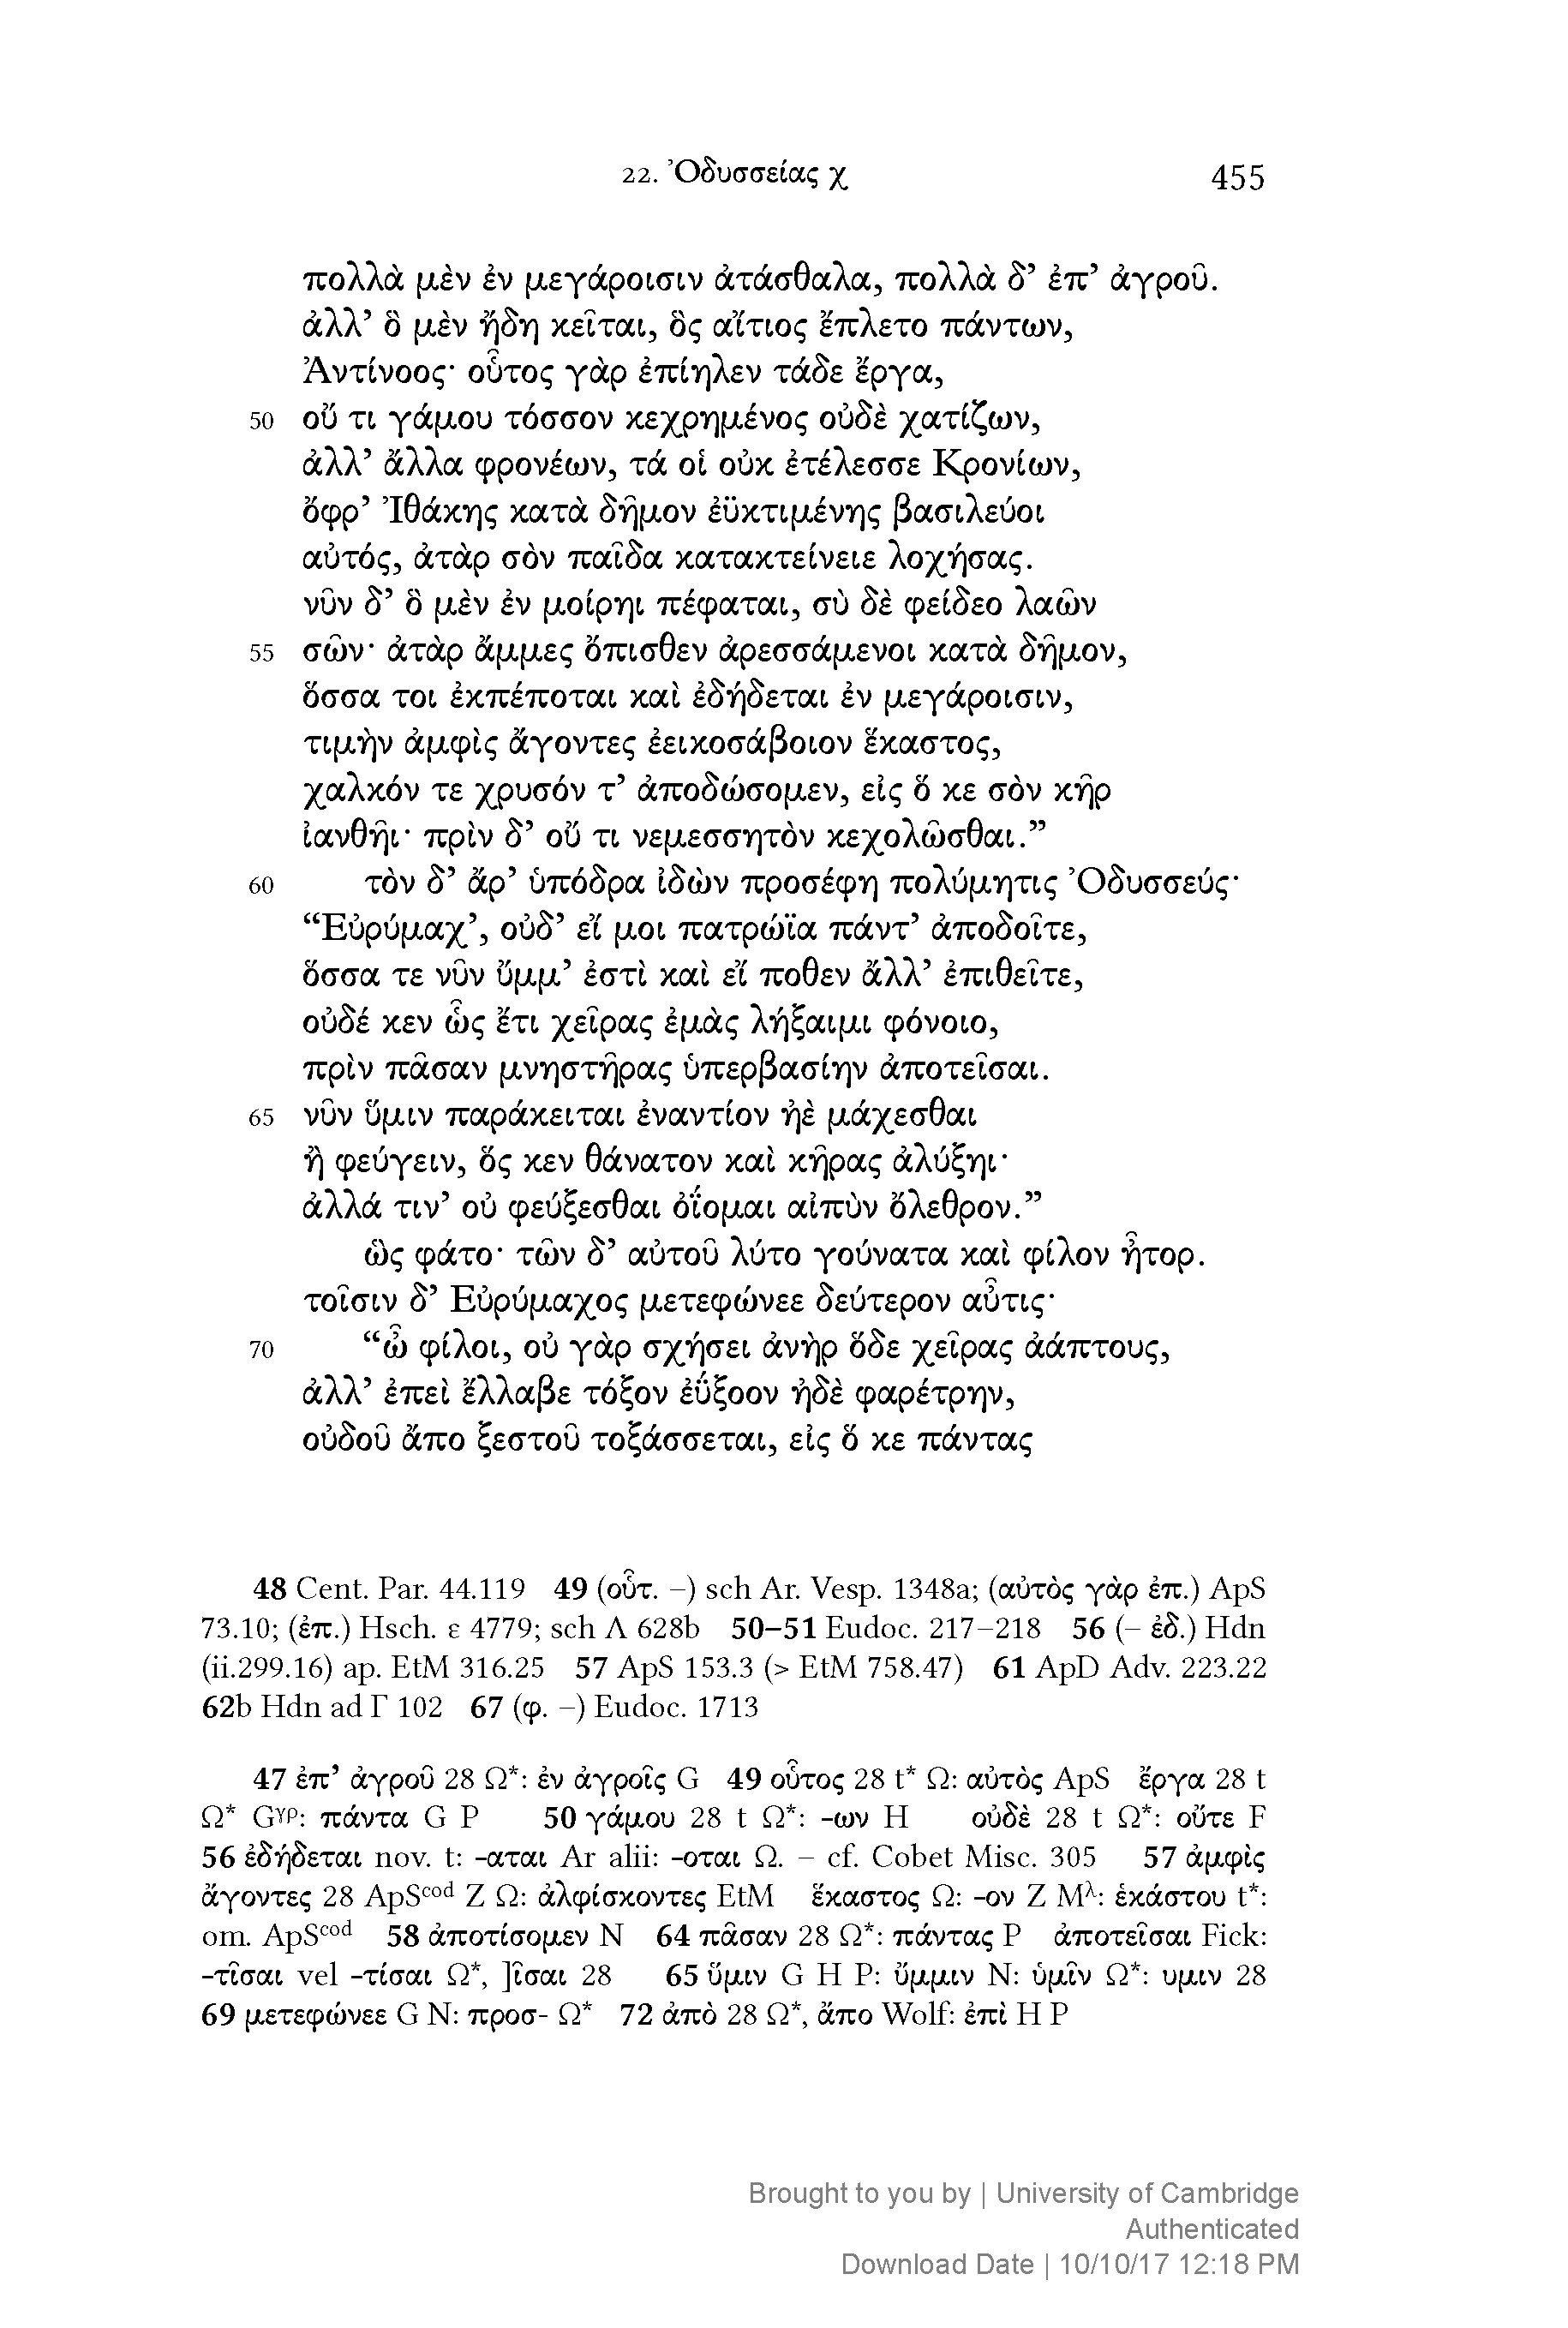 22. Ὀδυσσείας χ 455
πολλὰ μὲν ἐν μεγάροισιν ἀτάσθαλα, πολλὰ δ’ ἐπ’ ἀγροῦ.
ἀλλ’ ὃ μὲν ἤδη κεῖται, ὃς αἴτιος ἔπλετο πάντων,
Ἀντίνοος· οὗτος γὰρ ἐπίηλεν τάδε ἔργα,
50 οὔ τι γάμου τόσσον κεχρημένος οὐδὲ χατίζων,
ἀλλ’ ἄλλα φρονέων, τά οἱ οὐκ ἐτέλεσσε Κρονίων,
ὄφρ’ Ἰθάκης κατὰ δῆμον ἐϋκτιμένης βασιλεύοι
αὐτός, ἀτὰρ σὸν παῖδα κατακτείνειε λοχήσας.
νῦν δ’ ὃ μὲν ἐν μοίρηι πέφαται, σὺ δὲ φείδεο λαῶν
55 σῶν· ἀτὰρ ἄμμες ὄπισθεν ἀρεσσάμενοι κατὰ δῆμον,
ὅσσα τοι ἐκπέποται καὶ ἐδήδεται ἐν μεγάροισιν,
τιμὴν ἀμφὶς ἄγοντες ἐεικοσάβοιον ἕκαστος,
χαλκόν τε χρυσόν τ’ ἀποδώσομεν, εἰς ὅ κε σὸν κῆρ
ἰανθῆι· πρὶν δ’ οὔ τι νεμεσσητὸν κεχολῶσθαι.”
60 τὸν δ’ ἄρ’ ὑπόδρα ἰδὼν προσέφη πολύμητις Ὀδυσσεύς·
“Εὐρύμαχ’, οὐδ’ εἴ μοι πατρώϊα πάντ’ ἀποδοῖτε,
ὅσσα τε νῦν ὔμμ’ ἐστὶ καὶ εἴ ποθεν ἄλλ’ ἐπιθεῖτε,
οὐδέ κεν ὧς ἔτι χεῖρας ἐμὰς λήξαιμι φόνοιο,
πρὶν πᾶσαν μνηστῆρας ὑπερβασίην ἀποτεῖσαι.
65 νῦν ὕμιν παράκειται ἐναντίον ἠὲ μάχεσθαι
ἢ φεύγειν, ὅς κεν θάνατον καὶ κῆρας ἀλύξηι·
ἀλλά τιν’ οὐ φεύξεσθαι ὀΐομαι αἰπὺν ὄλεθρον.”
ὣς φάτο· τῶν δ’ αὐτοῦ λύτο γούνατα καὶ φίλον ἦτορ.
τοῖσιν δ’ Εὐρύμαχος μετεφώνεε δεύτερον αὖτις·
70 “ὦ φίλοι, οὐ γὰρ σχήσει ἀνὴρ ὅδε χεῖρας ἀάπτους,
ἀλλ’ ἐπεὶ ἔλλαβε τόξον ἐΰξοον ἠδὲ φαρέτρην,
οὐδοῦ ἄπο ξεστοῦ τοξάσσεται, εἰς ὅ κε πάντας
48 Cent. Par. 44.119 49 (οὗτ. –) sch Ar. Vesp. 1348a; (αὐτὸς γὰρ ἐπ.) ApS
73.10; (ἐπ.) Hsch. ε 4779; sch Λ 628b 50–51 Eudoc. 217–218 56 (– ἐδ.) Hdn
(ii.299.16) ap. EtM 316.25 57 ApS 153.3 (> EtM 758.47) 61 ApD Adv. 223.22
62b Hdn ad Γ 102 67 (φ. –) Eudoc. 1713
47 ἐπ’ ἀγροῦ 28 Ω*: ἐν ἀγροῖς G 49 οὗτος 28 t* Ω: αὐτὸς ApS ἔργα 28 t
Ω* Gγρ: πάντα G P 50 γάμου 28 t Ω*: -ων H οὐδὲ 28 t Ω*: οὔτε F
56 ἐδήδεται nov. t: -αται Ar alii: -οται Ω. – cf. Cobet Misc. 305 57 ἀμφὶς
ἄγοντες 28 ApScod Z Ω: ἀλφίσκοντες EtM ἕκαστος Ω: -ον Z Mλ: ἑκάστου t*:
om. ApScod 58 ἀποτίσομεν N 64 πᾶσαν 28 Ω*: πάντας P ἀποτεῖσαι Fick:
-τῖσαι vel -τίσαι Ω*, ]ῖσαι 28 65 ὕμιν G H P: ὔμμιν N: ὑμῖν Ω*: υμιν 28
69 μετεφώνεε G N: προσ- Ω* 72 ἀπὸ 28 Ω*, ἄπο Wolf: ἐπὶ H P
Brought to you by | University of Cambridge
Authenticated
Download Date | 10/10/17 12:18 PM